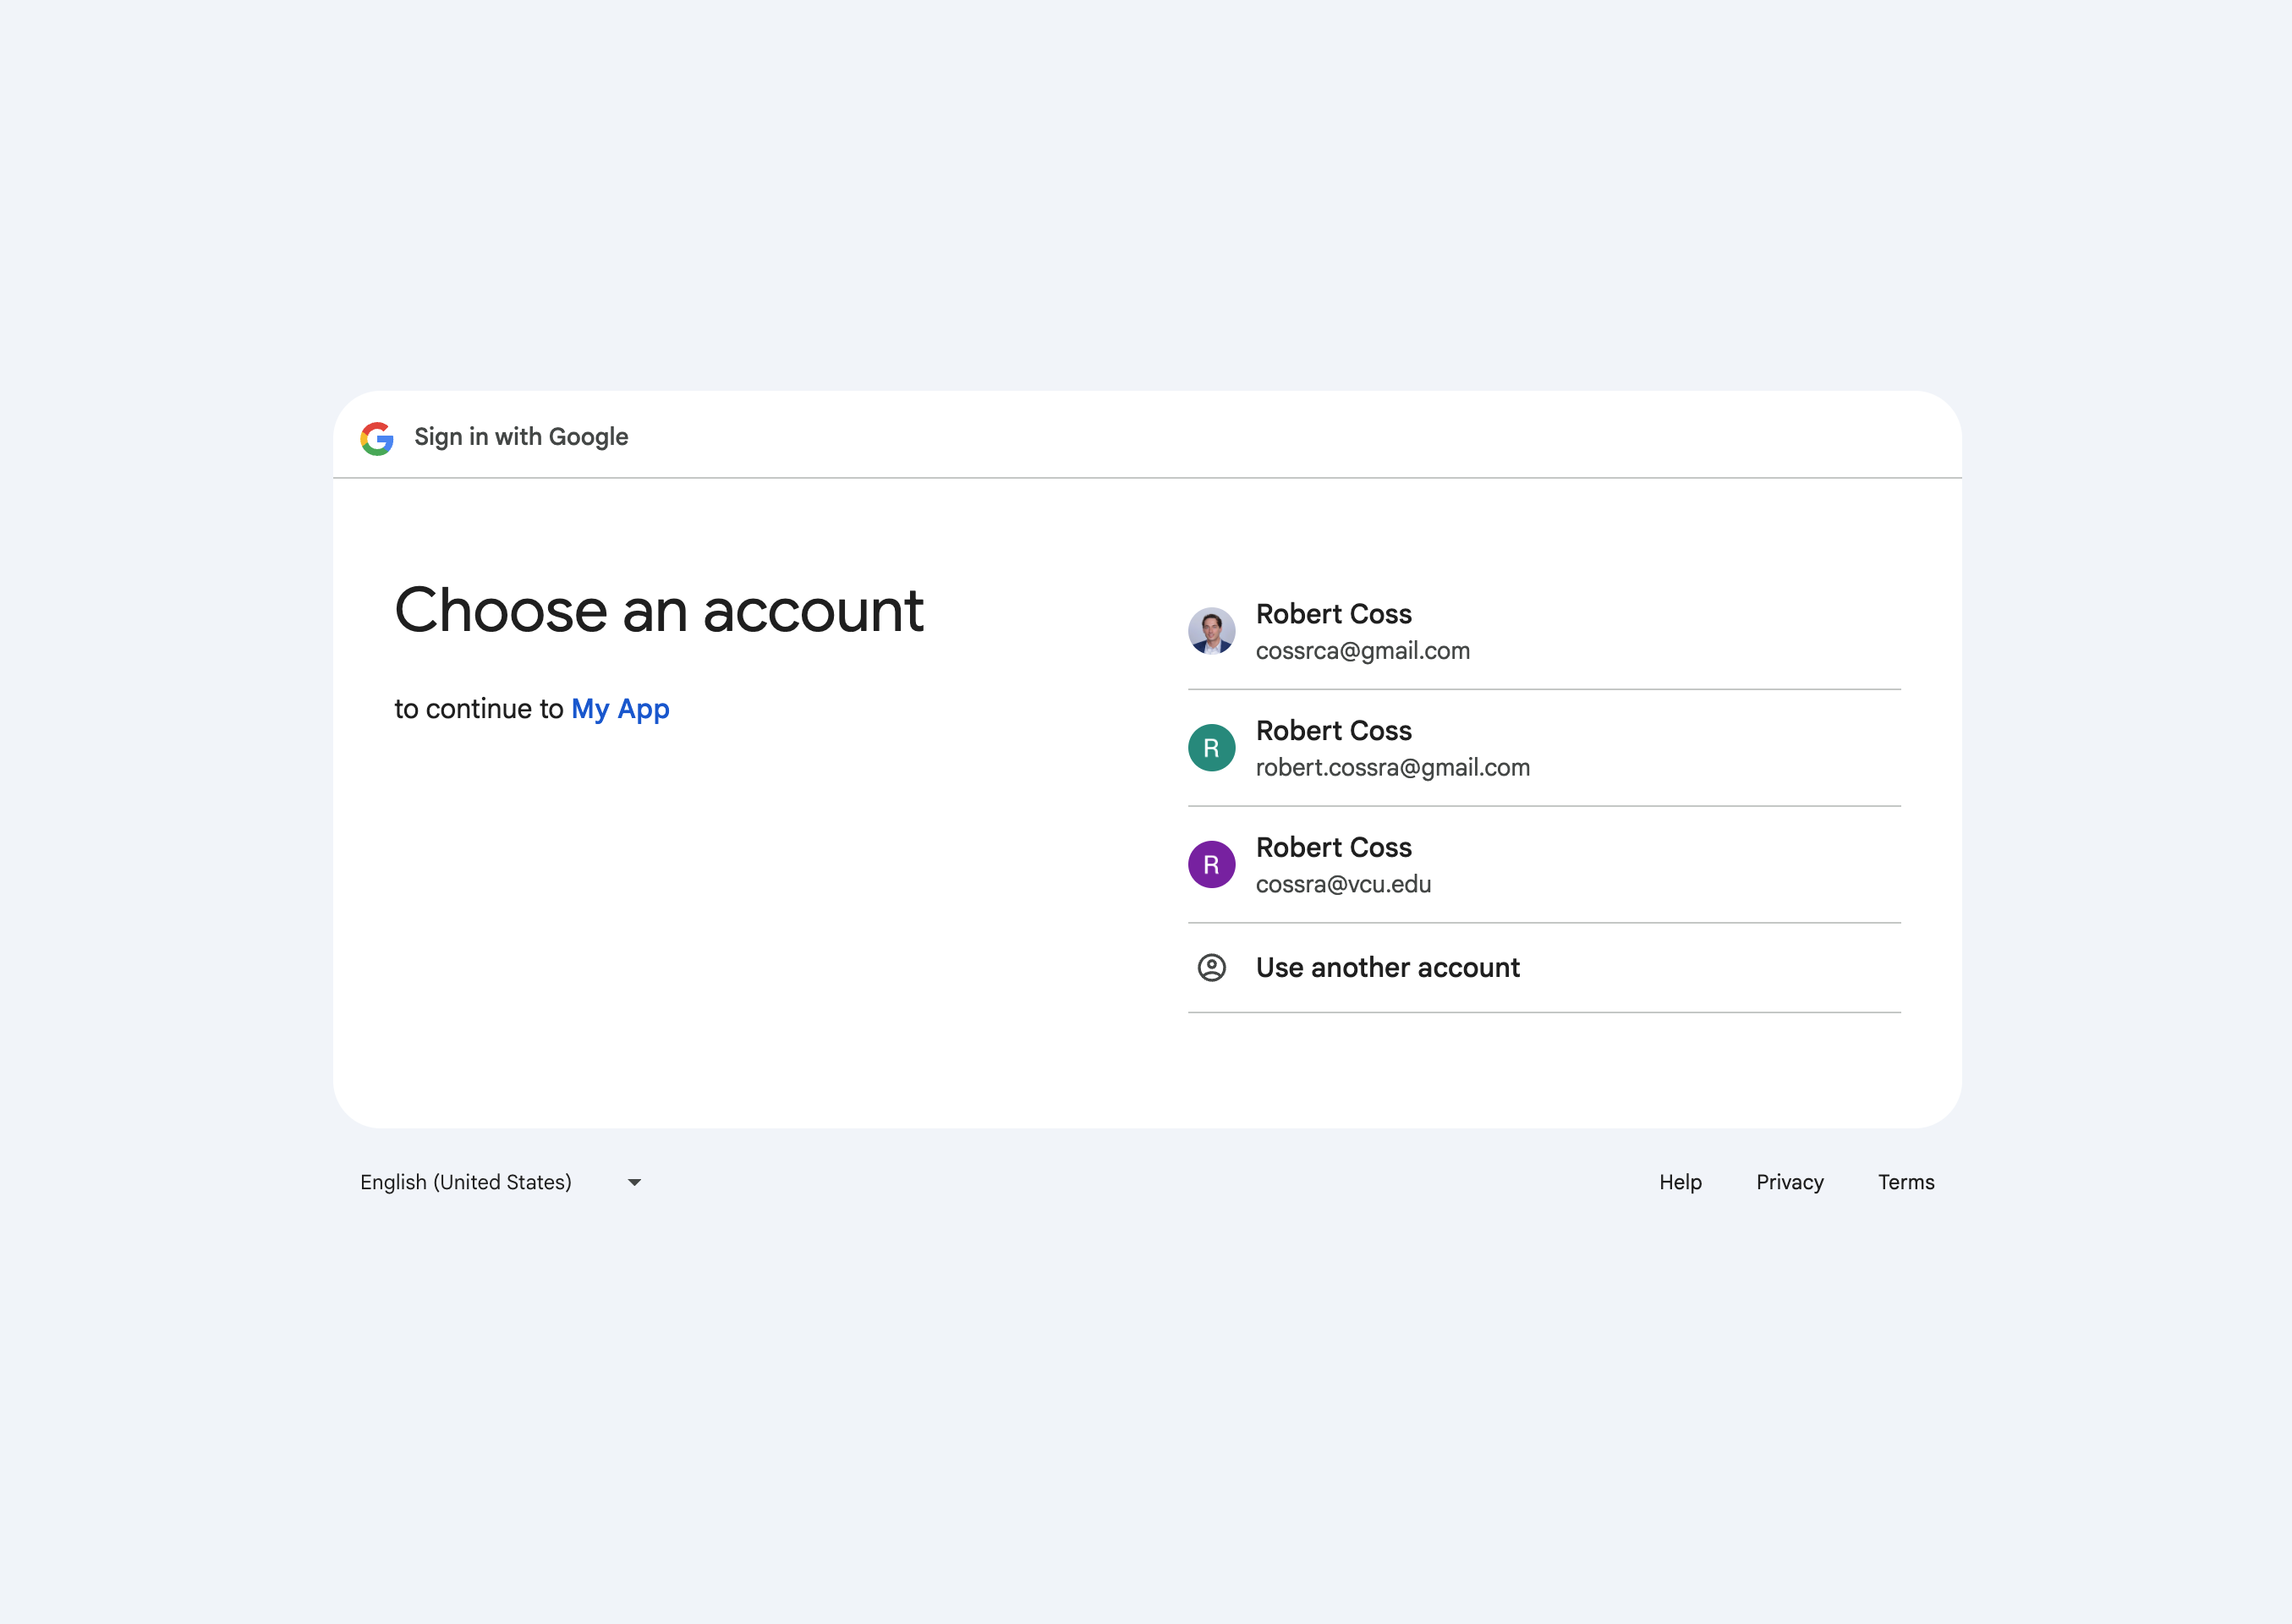 Sign in with Google
Choose an account
to continue to My App
Robert Coss
cossrca@gmail.com
R
Robert Coss
robert.cossra@gmail.com
R
Robert Coss
cossra@vcu.edu
Use another account
English (United States)
Help Privacy Terms